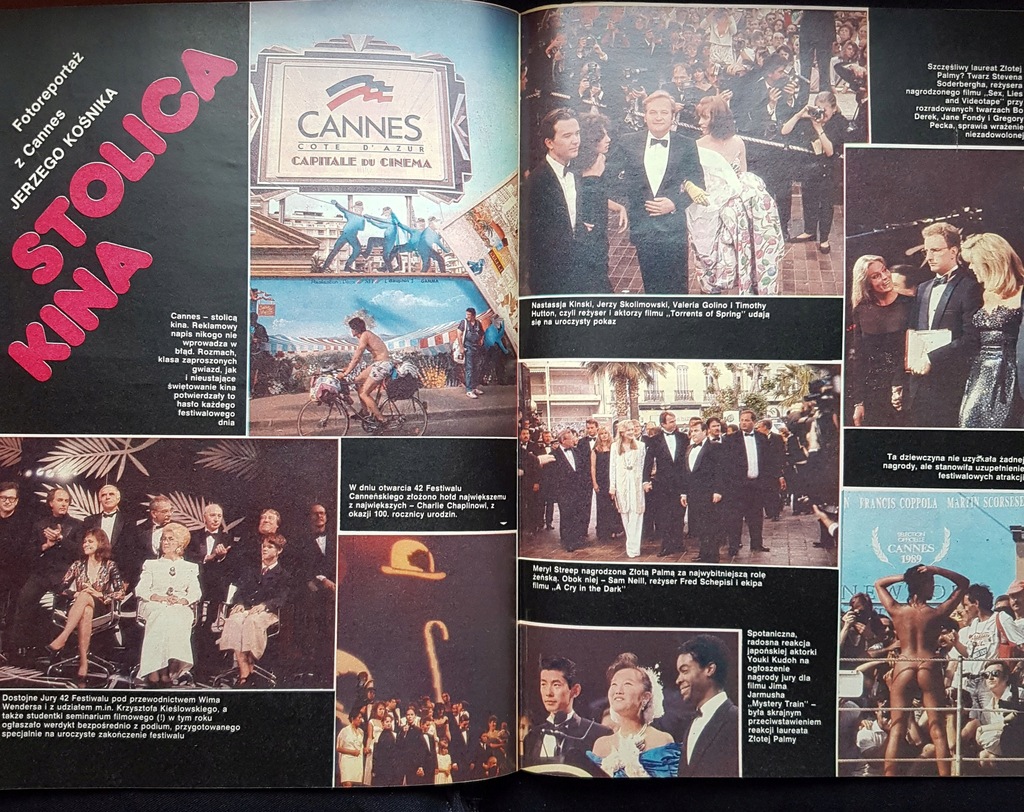 Fotoreportaż
z Cannes
JERZEGO KOŚNIKA
STOLICA
KINA
CANNES
COTE D'AZUR
CAPITALE DU CINEMA
Cannes – stolicą
kina. Reklamowy
napis nikogo nie
wprowadza w
błąd. Rozmach,
klasa zaproszonych
gwiazd, jak
i nieustające
świętowanie kina
potwierdzały to
hasło każdego
festiwalowego
dnia
W dniu otwarcia 42 Festiwalu
Canneńskiego złożono hołd największemu
z największych – Charlie Chaplinowi, z
okazji 100. rocznicy urodzin.
Dostojne Jury 42 Festiwalu pod przewodnictwem Wima
Wendersa i z udziałem m.in. Krzysztofa Kieślowskiego, a
także studentki seminarium filmowego (!) w tym roku
ogłaszało werdykt bezpośrednio z podium, przygotowanego
specjalnie na uroczyste zakończenie festiwalu
Nastassja Kinski, Jerzy Skolimowski, Valeria Golino i Timothy
Hutton, czyli reżyser i aktorzy filmu „Torrents of Spring" udają
się na uroczysty pokaz
Szczęśliwy laureat Złotej
Palmy? Twarz Stevena
Soderbergha, reżysera
nagrodzonego filmu „Sex, Lies
and Videotape" przy
rozradowanych twarzach Bo
Derek, Jane Fondy i Gregory
Pecka, sprawia wrażenie
niezadowolonej
Meryl Streep nagrodzona Złotą Palmą za najwybitniejszą rolę
żeńską. Obok niej – Sam Neill, reżyser Fred Schepisi i ekipa
filmu „A Cry in the Dark"
Ta dziewczyna nie uzyskała żadnej
nagrody, ale stanowiła uzupełnienie
festiwalowych atrakcji
FRANCIS COPPOLA MARTIN SCORSESE
SELECTION OFFICIELLE
CANNES
1989
Spontaniczna,
radosna reakcja
japońskiej aktorki
Youki Kudoh na
ogłoszenie
nagrody jury dla
filmu Jima
Jarmusha
„Mystery Train" –
była skrajnym
przeciwstawieniem
reakcji laureata
Złotej Palmy